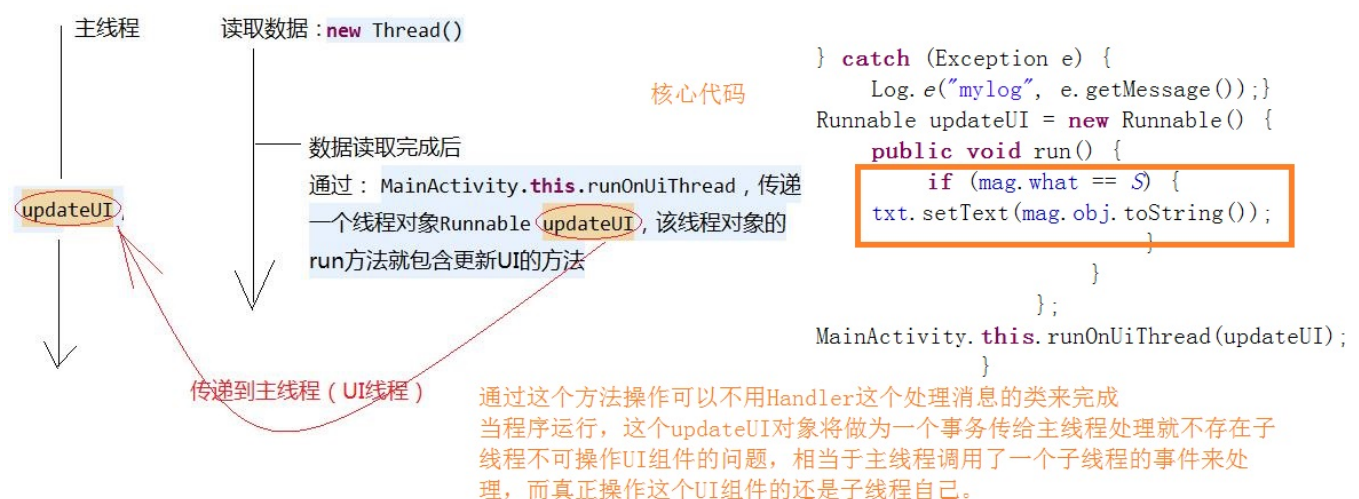 主线程
读取数据：new Thread()
数据读取完成后
通过： MainActivity.this.runOnUiThread，传递
一个线程对象Runnable updateUI，该线程对象的
run方法就包含更新UI的方法
updateUI
传递到主线程（UI线程）
核心代码
} catch (Exception e) {
Log.e("mylog", e.getMessage());}
Runnable updateUI = new Runnable() {
public void run() {
if (mag.what == S) {
txt.setText(mag.obj.toString());
}
}
};
MainActivity.this.runOnUiThread(updateUI);
}
通过这个方法操作可以不用Handler这个处理消息的类来完成
当程序运行，这个updateUI对象将做为一个事务传给主线程处理就不存在子
线程不可操作UI组件的问题，相当于主线程调用了一个子线程的事件来处
理，而真正操作这个UI组件的还是子线程自己。